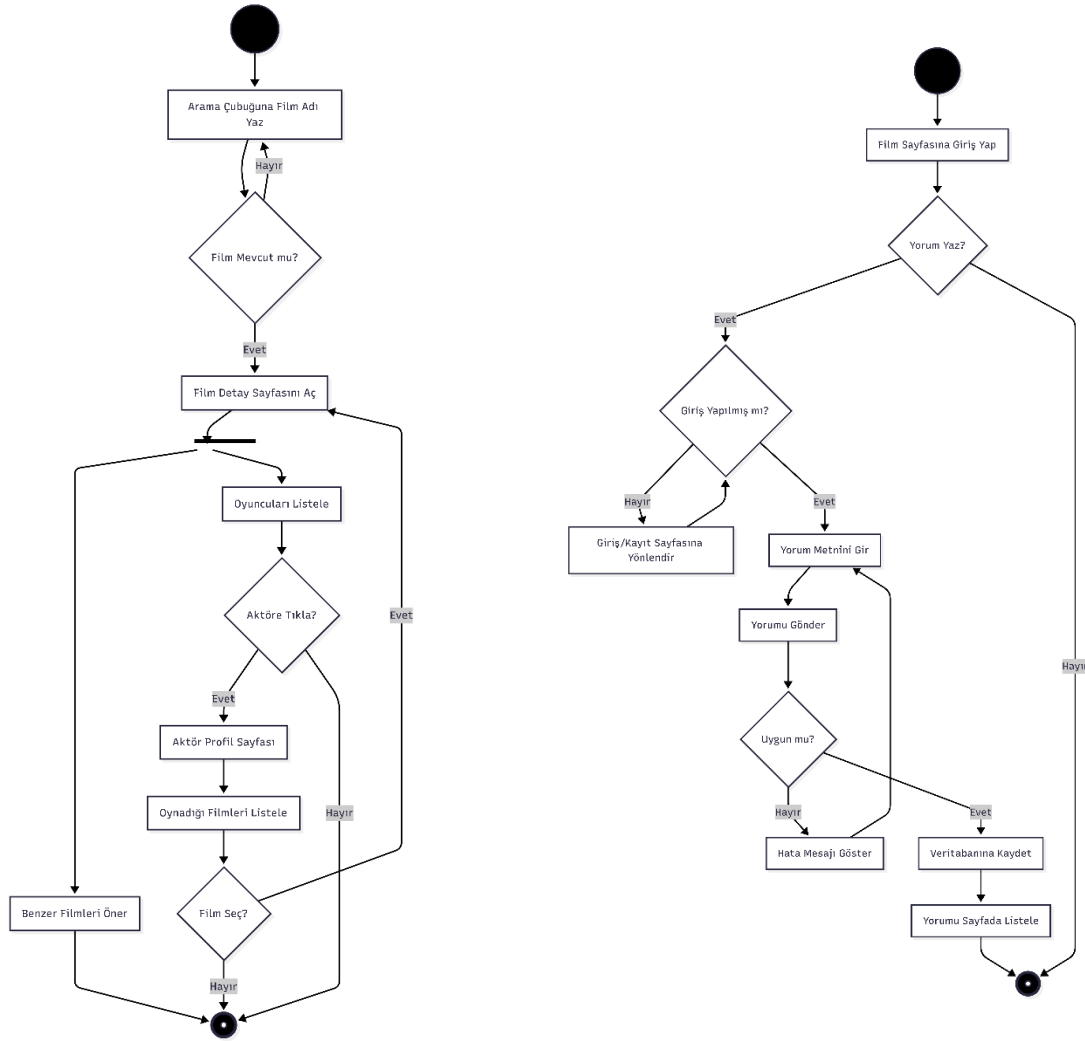 Arama Çubuğuna Film Adı
Yaz
Hayır
Film Mevcut mu?
Evet
Film Detay Sayfasını Aç
Oyuncuları Listele
Aktöre Tıkla?
Evet
Evet
Aktör Profil Sayfası
Oynadığı Filmleri Listele
Hayır
Benzer Filmleri Öner
Film Seç?
Hayır
Film Sayfasına Giriş Yap
Yorum Yaz?
Evet
Giriş Yapılmış mı?
Hayır
Evet
Giriş/Kayıt Sayfasına
Yönlendir
Yorum Metnini Gir
Yorumu Gönder
Hayır
Uygun mu?
Hayır
Evet
Hata Mesajı Göster
Veritabanına Kaydet
Yorumu Sayfada Listele